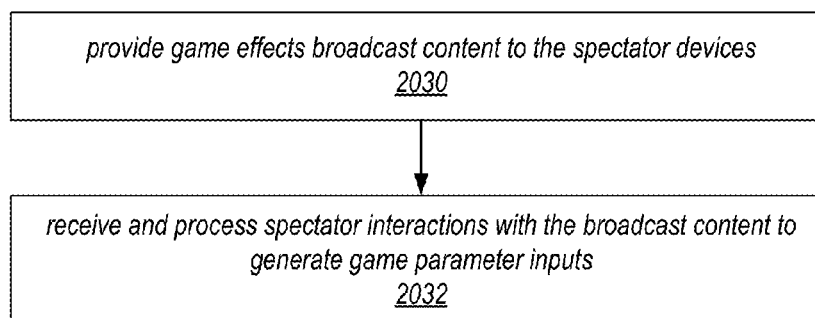 provide game effects broadcast content to the spectator devices
2030
receive and process spectator interactions with the broadcast content to
generate game parameter inputs
2032